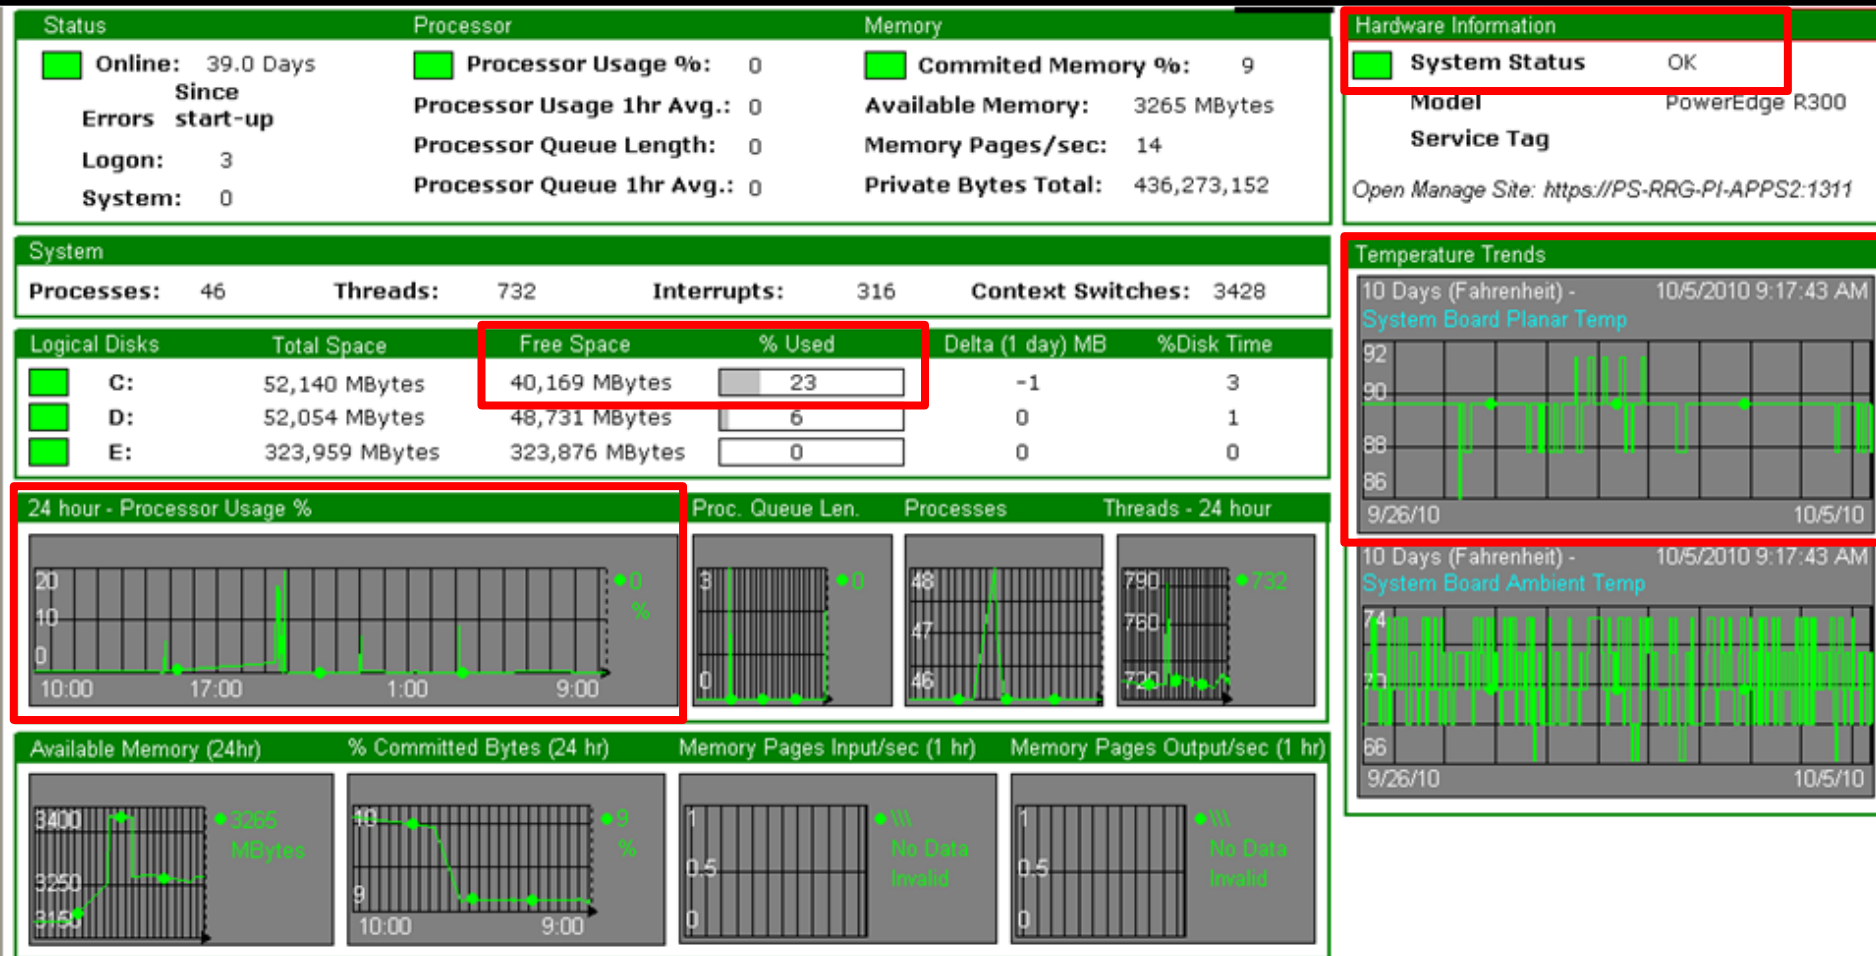 Status Processor Memory
Online: 39.0 Days Processor Usage %: 0 Commited Memory %: 9
Since
Errors start-up Processor Usage 1hr Avg.: 0 Available Memory: 3265 MBytes
Logon: 3 Processor Queue Length: 0 Memory Pages/sec: 14
System: 0 Processor Queue 1hr Avg.: 0 Private Bytes Total: 436,273,152
Hardware Information
System Status OK
Model PowerEdge R300
Service Tag
Open Manage Site: https://PS-RRG-PI-APPS2:1311
System
Processes: 46 Threads: 732 Interrupts: 316 Context Switches: 3428
Logical Disks Total Space Free Space % Used Delta (1 day) MB %Disk Time
C: 52,140 MBytes 40,169 MBytes 23 -1 3
D: 52,054 MBytes 48,731 MBytes 6 0 1
E: 323,959 MBytes 323,876 MBytes 0 0 0
Temperature Trends
10 Days (Fahrenheit) - 10/5/2010 9:17:43 AM
System Board Planar Temp
92
90
88
86
9/26/10 10/5/10
10 Days (Fahrenheit) - 10/5/2010 9:17:43 AM
System Board Ambient Temp
74
70
66
9/26/10 10/5/10
24 hour - Processor Usage %
20
10
0
0
%
10:00 17:00 1:00 9:00
Proc. Queue Len. Processes Threads - 24 hour
3
0
0
48
47
46
790
760
720
732
Available Memory (24hr) % Committed Bytes (24 hr) Memory Pages Input/sec (1 hr) Memory Pages Output/sec (1 hr)
3400
3250
3150
3265
MBytes
10
9
9
%
10:00 9:00
1
0.5
0
\\\
No Data
Invalid
1
0.5
0
\\\
No Data
Invalid